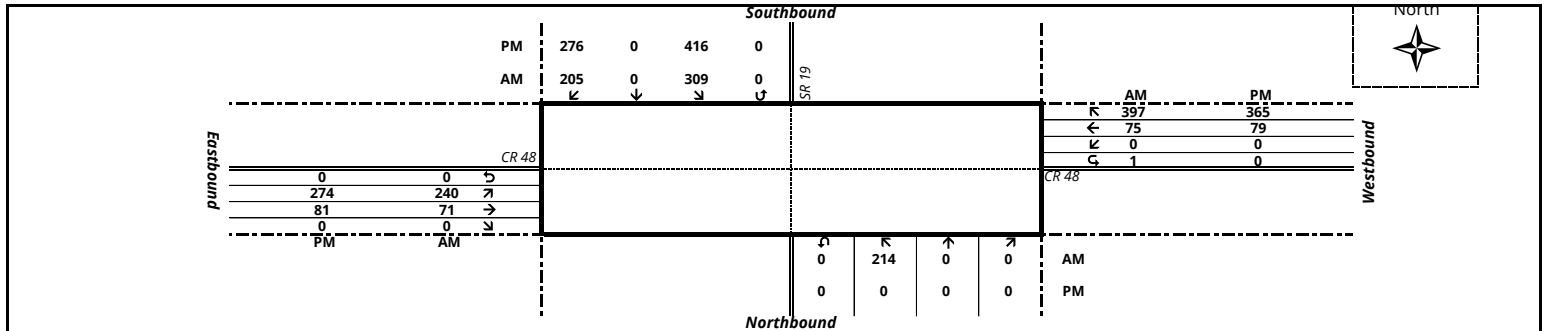 Southbound
North
PM 276 0 416 0
AM 205 0 309 0
SR 19
AM PM
397 365
75 79
0 0
1 0
Eastbound
CR 48
CR 48
Westbound
0 0
274 240
81 71
0 0
PM AM
0 214 0 0 AM
0 0 0 0 PM
Northbound